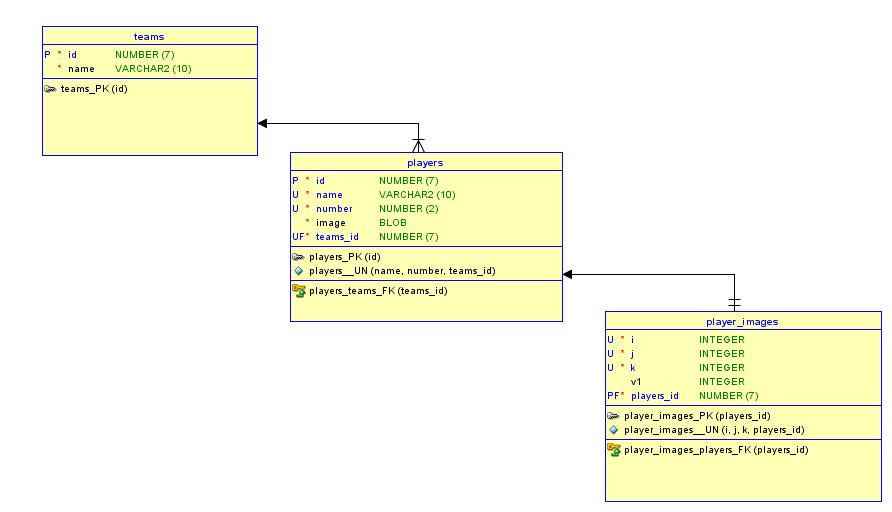 teams
P * id NUMBER (7)
* name VARCHAR2 (10)
teams_PK (id)
players
P * id NUMBER (7)
U * name VARCHAR2 (10)
U * number NUMBER (2)
* image BLOB
UF* teams_id NUMBER (7)
players_PK (id)
players__UN (name, number, teams_id)
players_teams_FK (teams_id)
player_images
U * i INTEGER
U * j INTEGER
U * k INTEGER
v1 INTEGER
PF* players_id NUMBER (7)
player_images_PK (players_id)
player_images__UN (i, j, k, players_id)
player_images_players_FK (players_id)